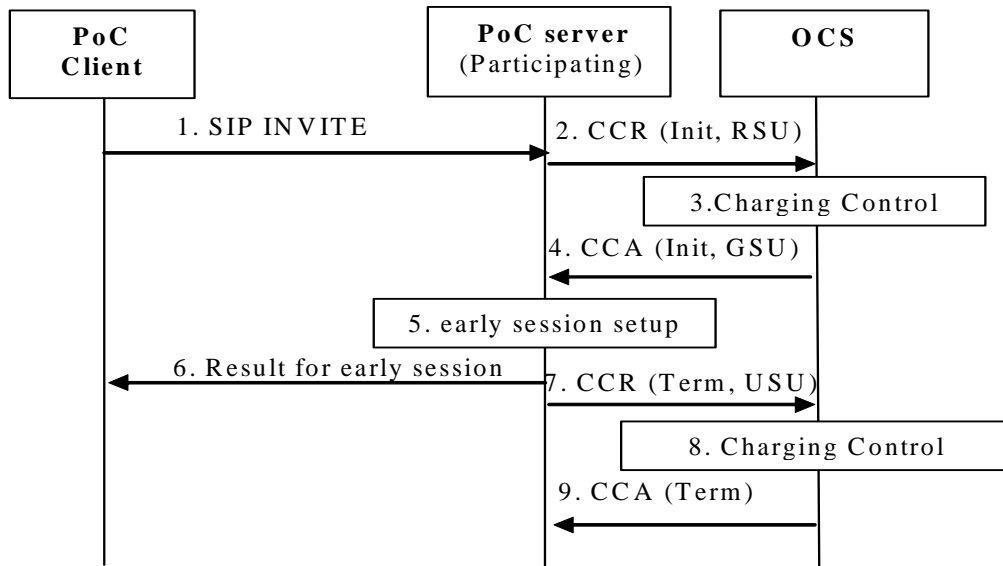 PoC
Client
PoC server
(Participating)
OCS
1. SIP INVITE
2. CCR (Init, RSU)
3.Charging Control
4. CCA (Init, GSU)
5. early session setup
6. Result for early session
7. CCR (Term, USU)
8. Charging Control
9. CCA (Term)